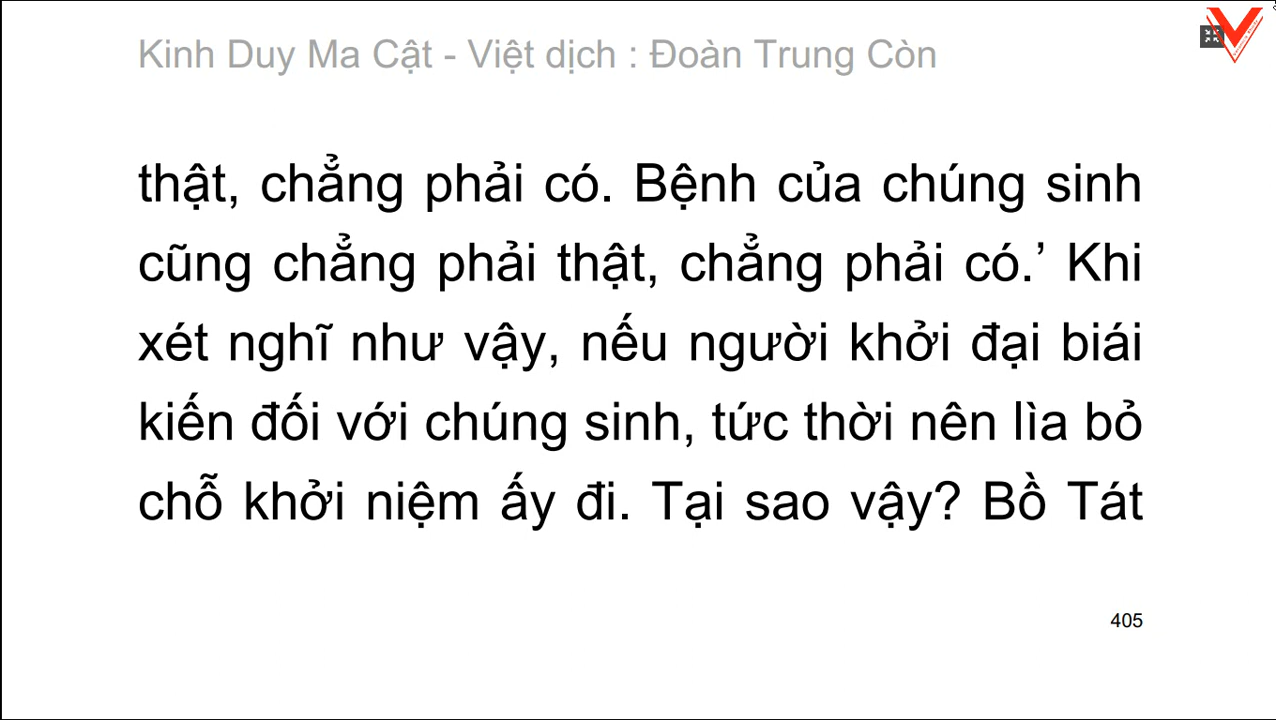 Kinh Duy Ma Cật - Việt dịch : Đoàn Trung Còn
thật, chẳng phải có. Bệnh của chúng sinh
cũng chẳng phải thật, chẳng phải có.’ Khi
xét nghĩ như vậy, nếu người khởi đại biái
kiến đối với chúng sinh, tức thời nên lìa bỏ
chỗ khởi niệm ấy đi. Tại sao vậy? Bồ Tát
405